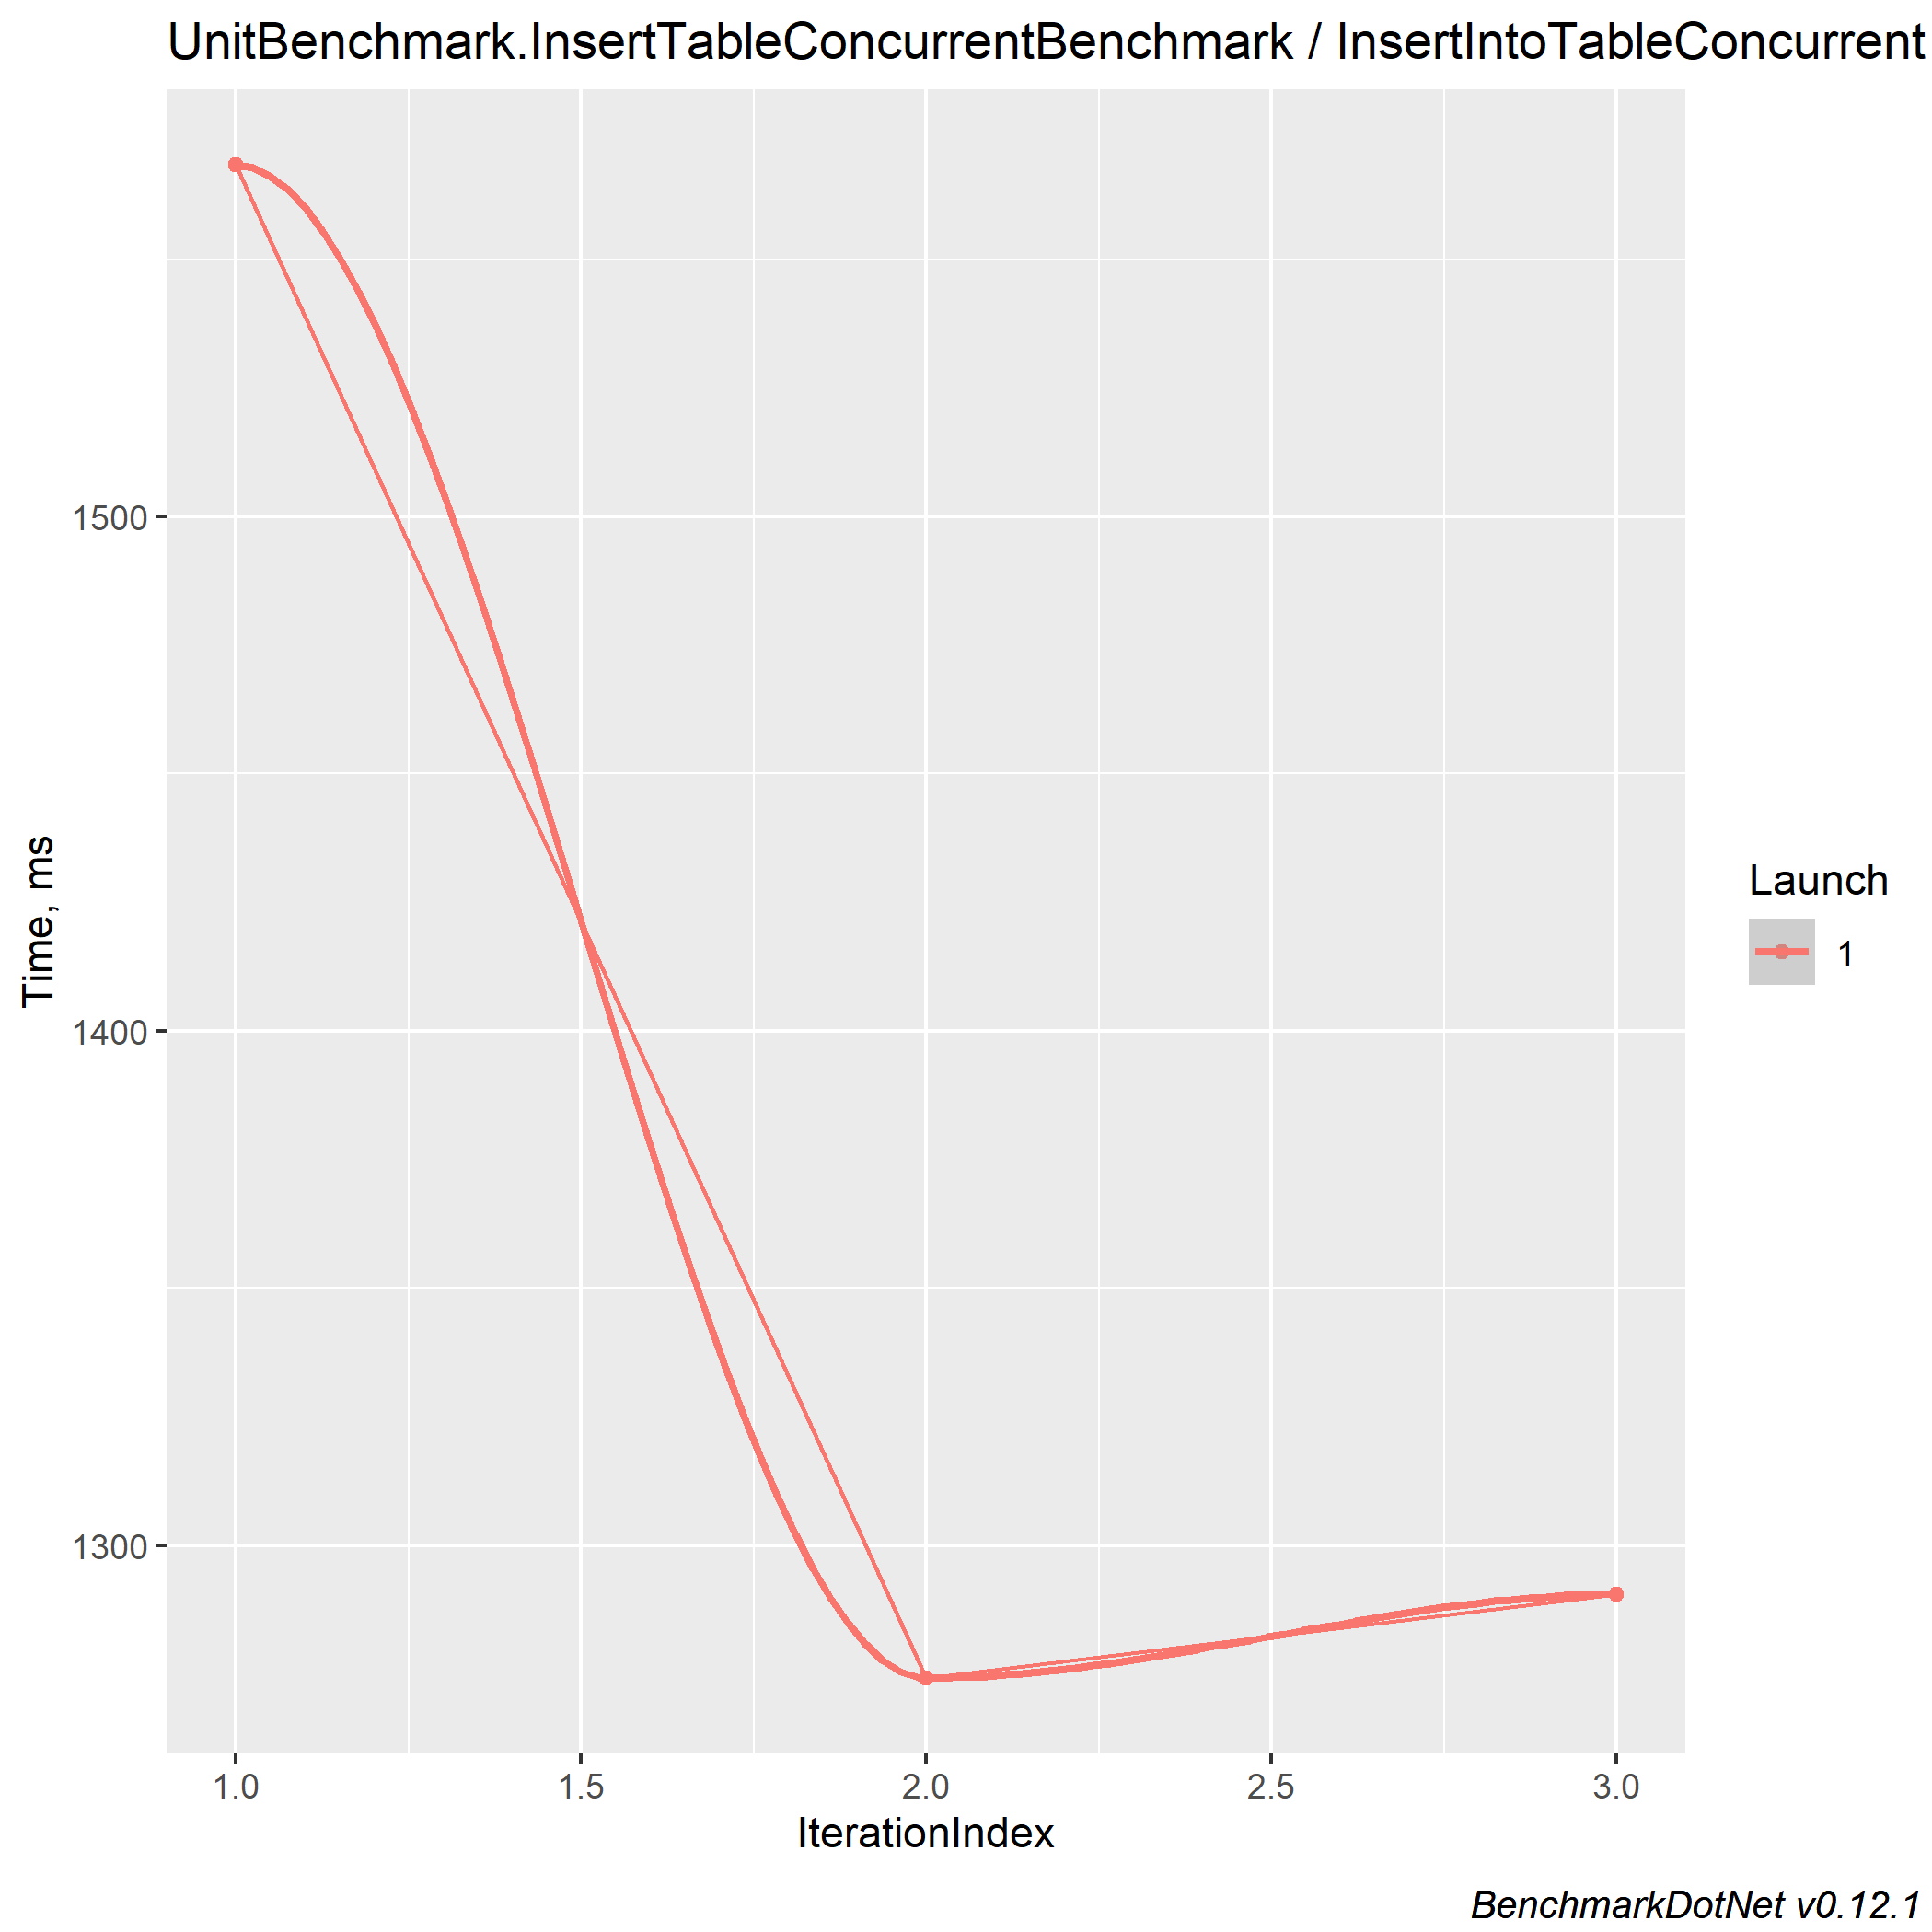 UnitBenchmark.InsertTableConcurrentBenchmark / InsertIntoTableConcurrent
1500
1400
1300
Time, ms
1.0 1.5 2.0 2.5 3.0
IterationIndex
Launch
1
BenchmarkDotNet v0.12.1